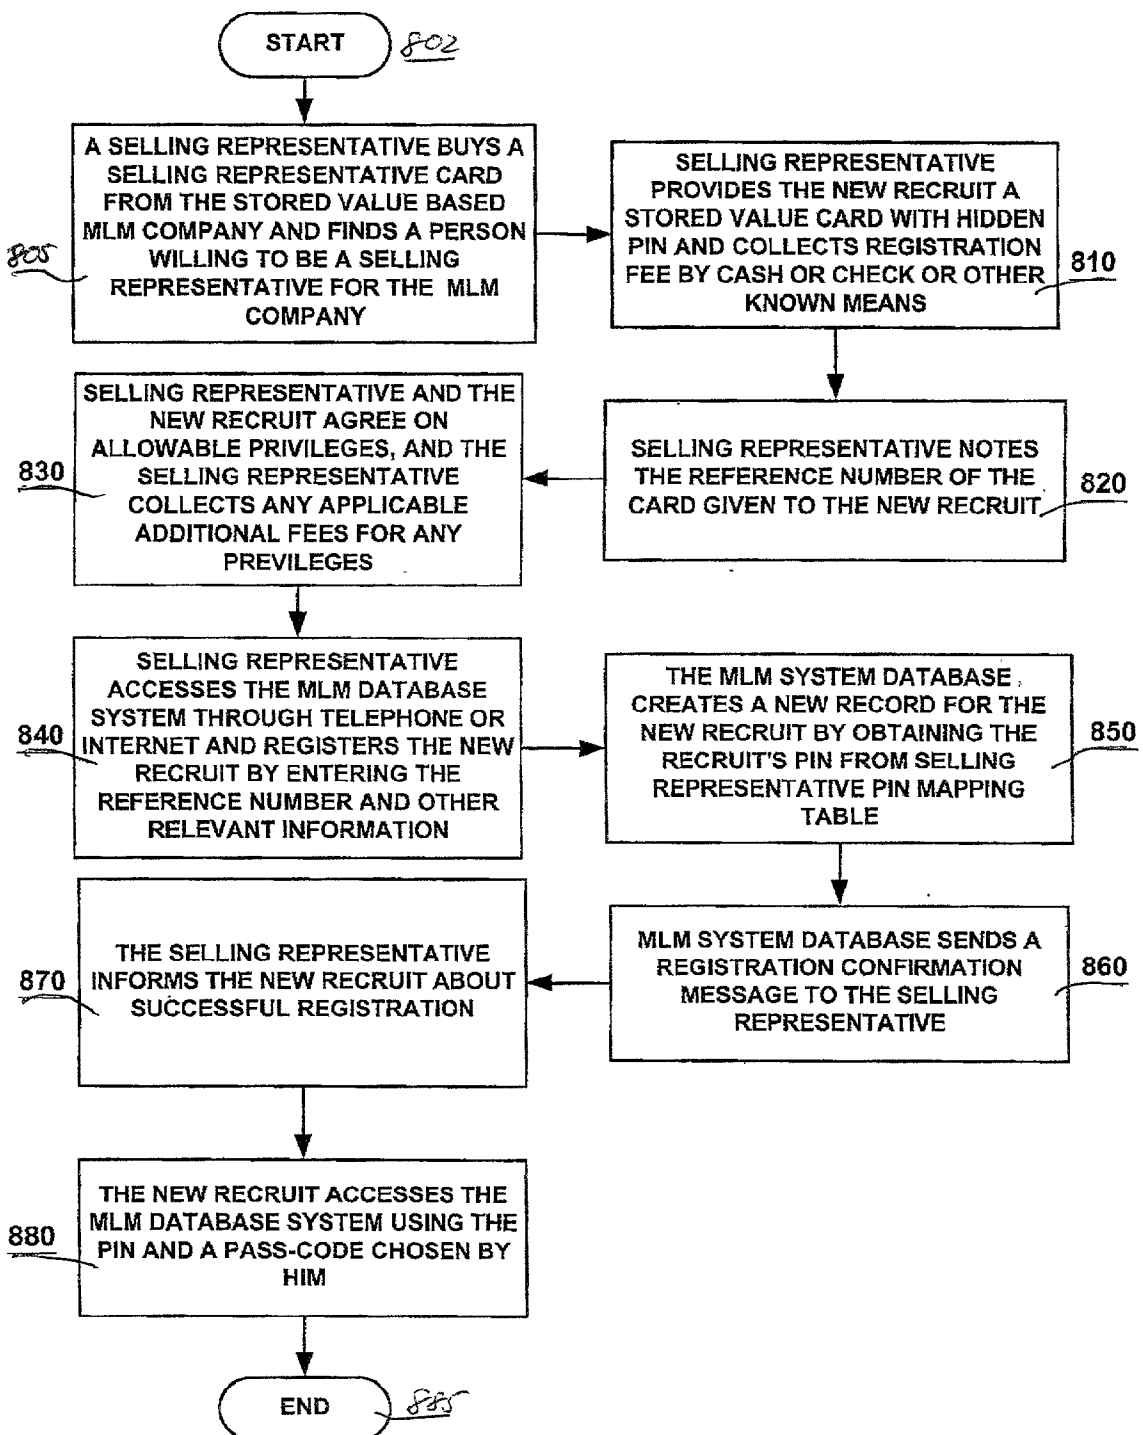 START
802
A SELLING REPRESENTATIVE BUYS A
SELLING REPRESENTATIVE CARD
FROM THE STORED VALUE BASED
MLM COMPANY AND FINDS A PERSON
WILLING TO BE A SELLING
REPRESENTATIVE FOR THE MLM
COMPANY
805
SELLING REPRESENTATIVE
PROVIDES THE NEW RECRUIT A
STORED VALUE CARD WITH HIDDEN
PIN AND COLLECTS REGISTRATION
FEE BY CASH OR CHECK OR OTHER
KNOWN MEANS
810
SELLING REPRESENTATIVE NOTES
THE REFERENCE NUMBER OF THE
CARD GIVEN TO THE NEW RECRUIT
820
SELLING REPRESENTATIVE AND THE
NEW RECRUIT AGREE ON
ALLOWABLE PRIVILEGES, AND THE
SELLING REPRESENTATIVE
COLLECTS ANY APPLICABLE
ADDITIONAL FEES FOR ANY
PREVILEGES
830
SELLING REPRESENTATIVE
ACCESSES THE MLM DATABASE
SYSTEM THROUGH TELEPHONE OR
INTERNET AND REGISTERS THE NEW
RECRUIT BY ENTERING THE
REFERENCE NUMBER AND OTHER
RELEVANT INFORMATION
840
THE MLM SYSTEM DATABASE
CREATES A NEW RECORD FOR THE
NEW RECRUIT BY OBTAINING THE
RECRUIT'S PIN FROM SELLING
REPRESENTATIVE PIN MAPPING
TABLE
850
MLM SYSTEM DATABASE SENDS A
REGISTRATION CONFIRMATION
MESSAGE TO THE SELLING
REPRESENTATIVE
860
THE SELLING REPRESENTATIVE
INFORMS THE NEW RECRUIT ABOUT
SUCCESSFUL REGISTRATION
870
THE NEW RECRUIT ACCESSES THE
MLM DATABASE SYSTEM USING THE
PIN AND A PASS-CODE CHOSEN BY
HIM
880
END
885